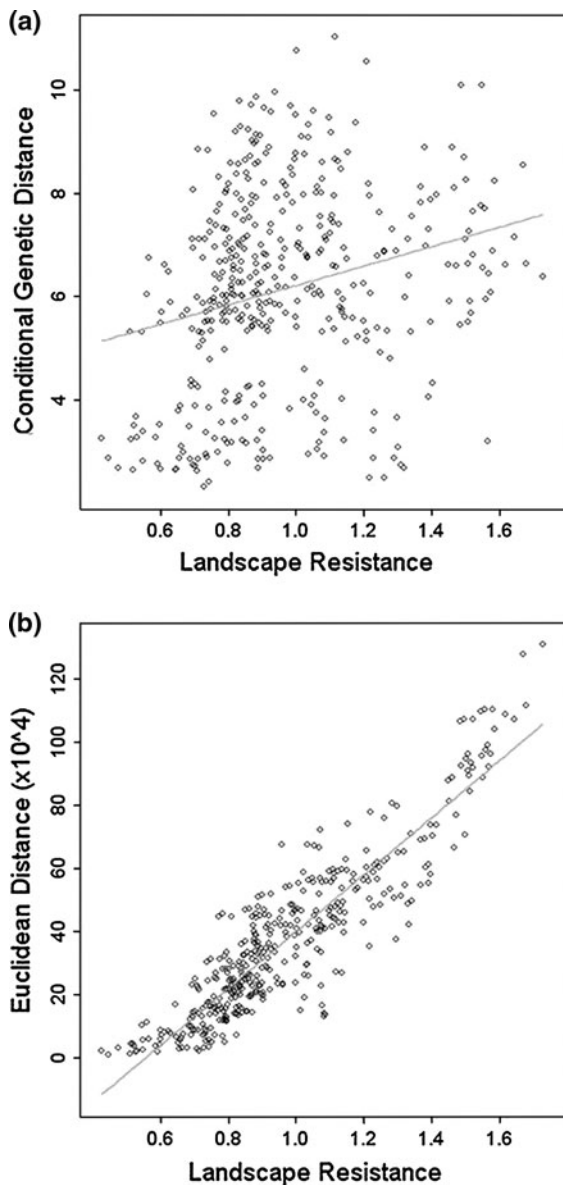 (a)
Conditional Genetic Distance
10
8
6
4
0.6 0.8 1.0 1.2 1.4 1.6
Landscape Resistance
(b)
Euclidean Distance (x10^4)
120
100
80
60
40
20
0
0.6 0.8 1.0 1.2 1.4 1.6
Landscape Resistance